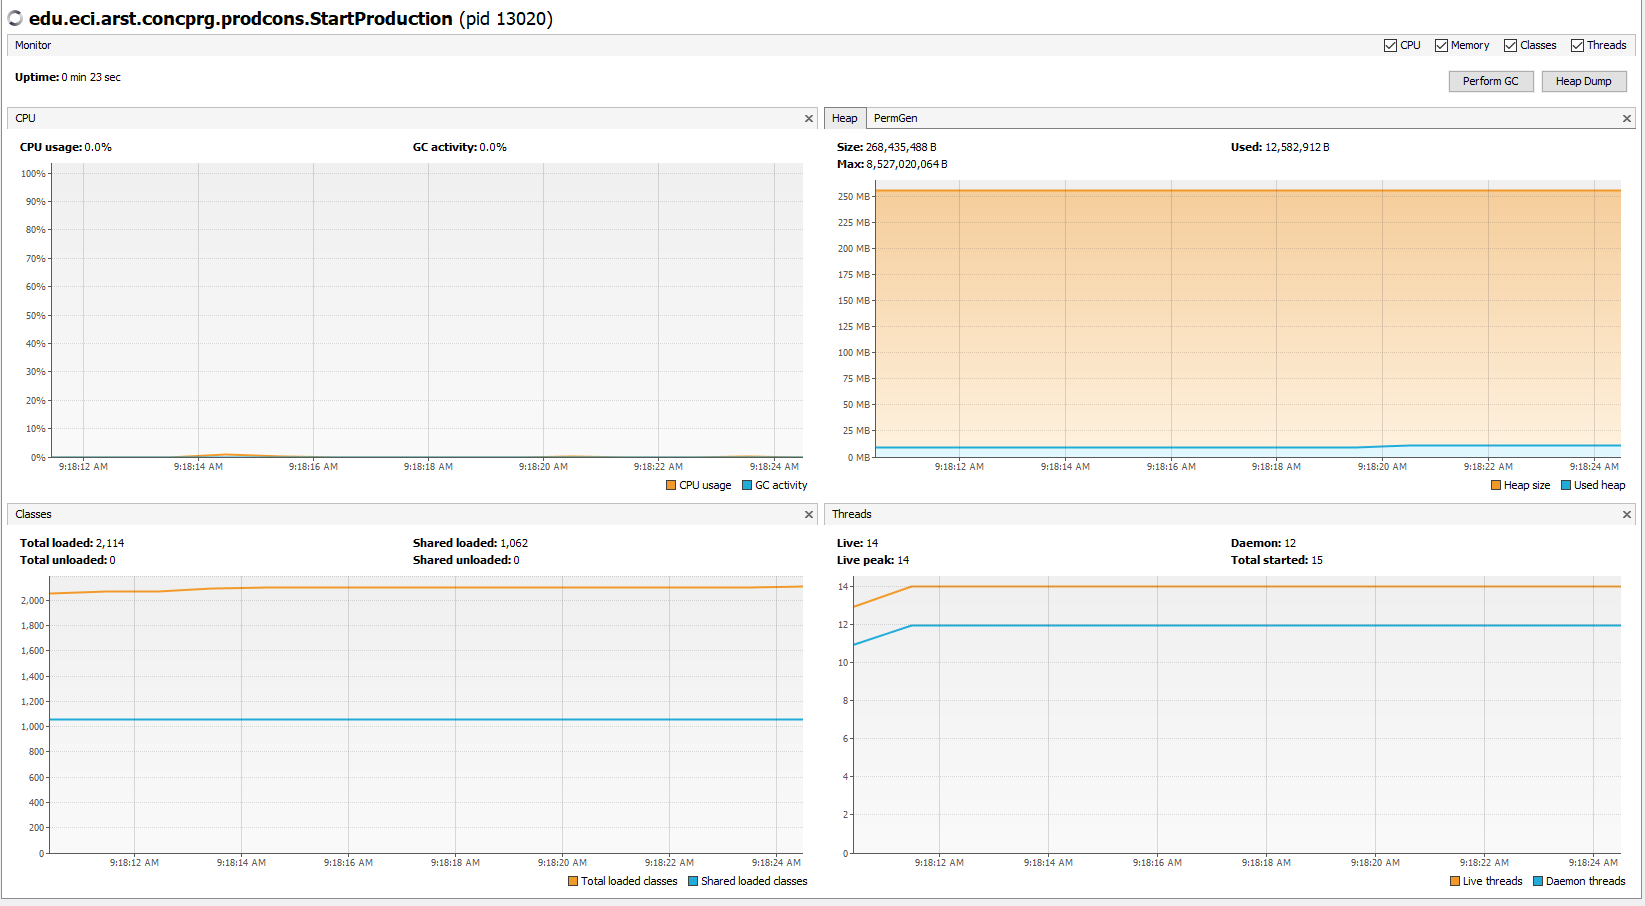 edu.eci.arst.concprg.prodcons.StartProduction (pid 13020)
Monitor
CPU Memory Classes Threads
Uptime: 0 min 23 sec
Perform GC Heap Dump
CPU
CPU usage: 0.0% GC activity: 0.0%
100%
90%
80%
70%
60%
50%
40%
30%
20%
10%
0%
9:18:12 AM 9:18:14 AM 9:18:16 AM 9:18:18 AM 9:18:20 AM 9:18:22 AM 9:18:24 AM
CPU usage GC activity
Heap PermGen
Size: 268,435,488 B Used: 12,582,912 B
Max: 8,527,020,064 B
250 MB
225 MB
200 MB
175 MB
150 MB
125 MB
100 MB
75 MB
50 MB
25 MB
0 MB
9:18:12 AM 9:18:14 AM 9:18:16 AM 9:18:18 AM 9:18:20 AM 9:18:22 AM 9:18:24 AM
Heap size Used heap
Classes
Total loaded: 2,114 Shared loaded: 1,062
Total unloaded: 0 Shared unloaded: 0
2,000
1,800
1,600
1,400
1,200
1,000
800
600
400
200
0
9:18:12 AM 9:18:14 AM 9:18:16 AM 9:18:18 AM 9:18:20 AM 9:18:22 AM 9:18:24 AM
Total loaded classes Shared loaded classes
Threads
Live: 14 Daemon: 12
Live peak: 14 Total started: 15
14
12
10
8
6
4
2
0
9:18:12 AM 9:18:14 AM 9:18:16 AM 9:18:18 AM 9:18:20 AM 9:18:22 AM 9:18:24 AM
Live threads Daemon threads